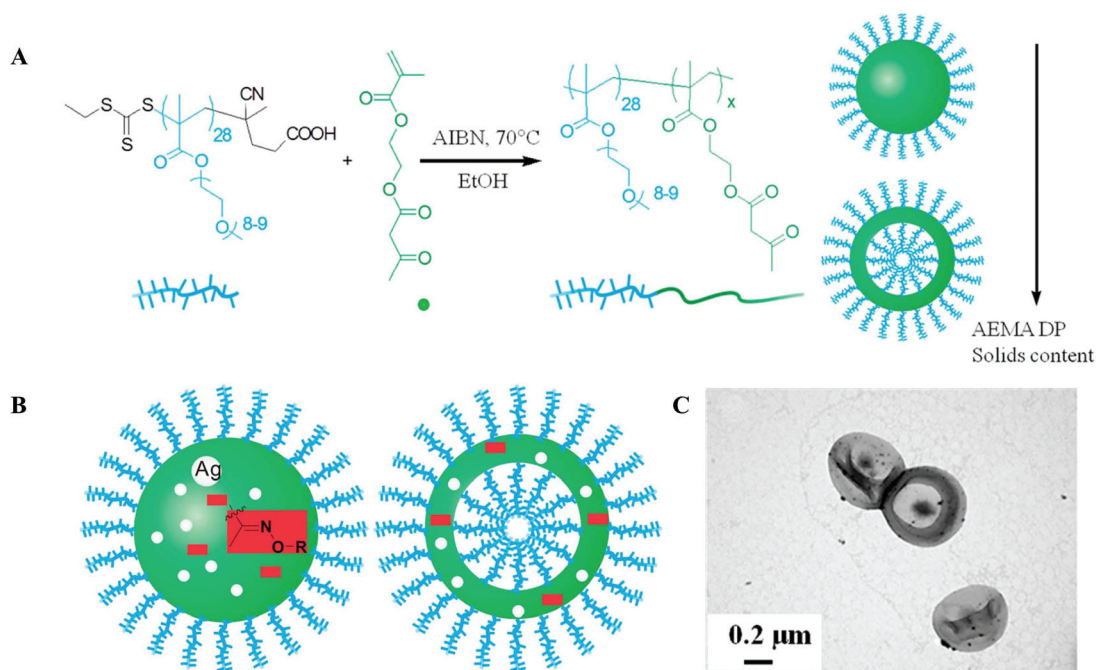 A
S
S
S
28
CN
COOH
O
O
O
8-9
+
O
O
O
O
O
AIBN, 70°C
EtOH
28
x
O
O
O
8-9
O
O
O
O
O
AEMA DP
Solids content
B
Ag
N
O-R
C
0.2 μm